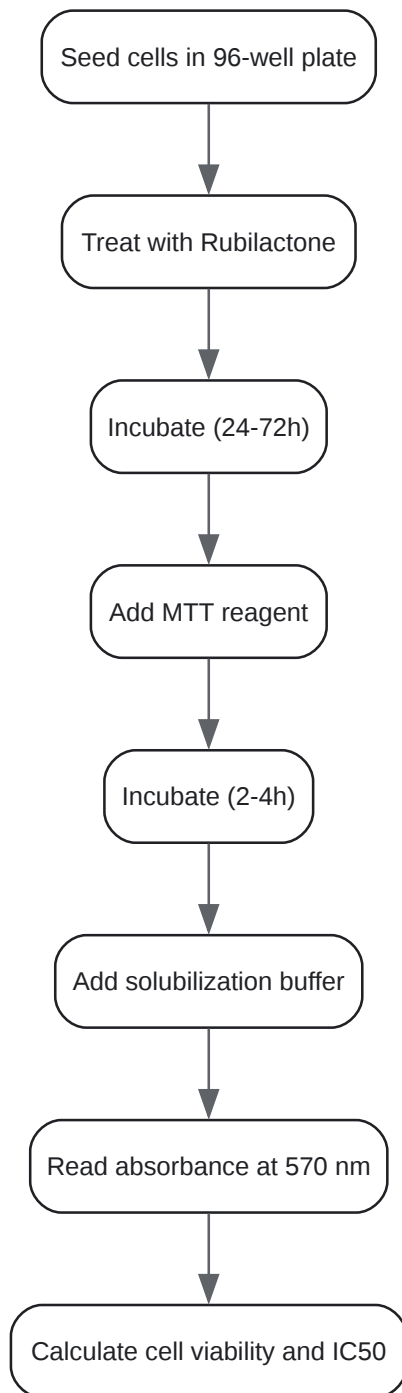 Seed cells in 96-well plate
Treat with Rubilactone
Incubate (24-72h)
Add MTT reagent
Incubate (2-4h)
Add solubilization buffer
Read absorbance at 570 nm
Calculate cell viability and IC50